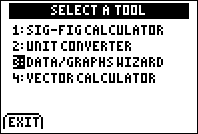 SELECT A TOOL
1:SIG-FIG CALCULATOR
2:UNIT CONVERTER
3:DATA/GRAPHS WIZARD
4:VECTOR CALCULATOR
EXIT